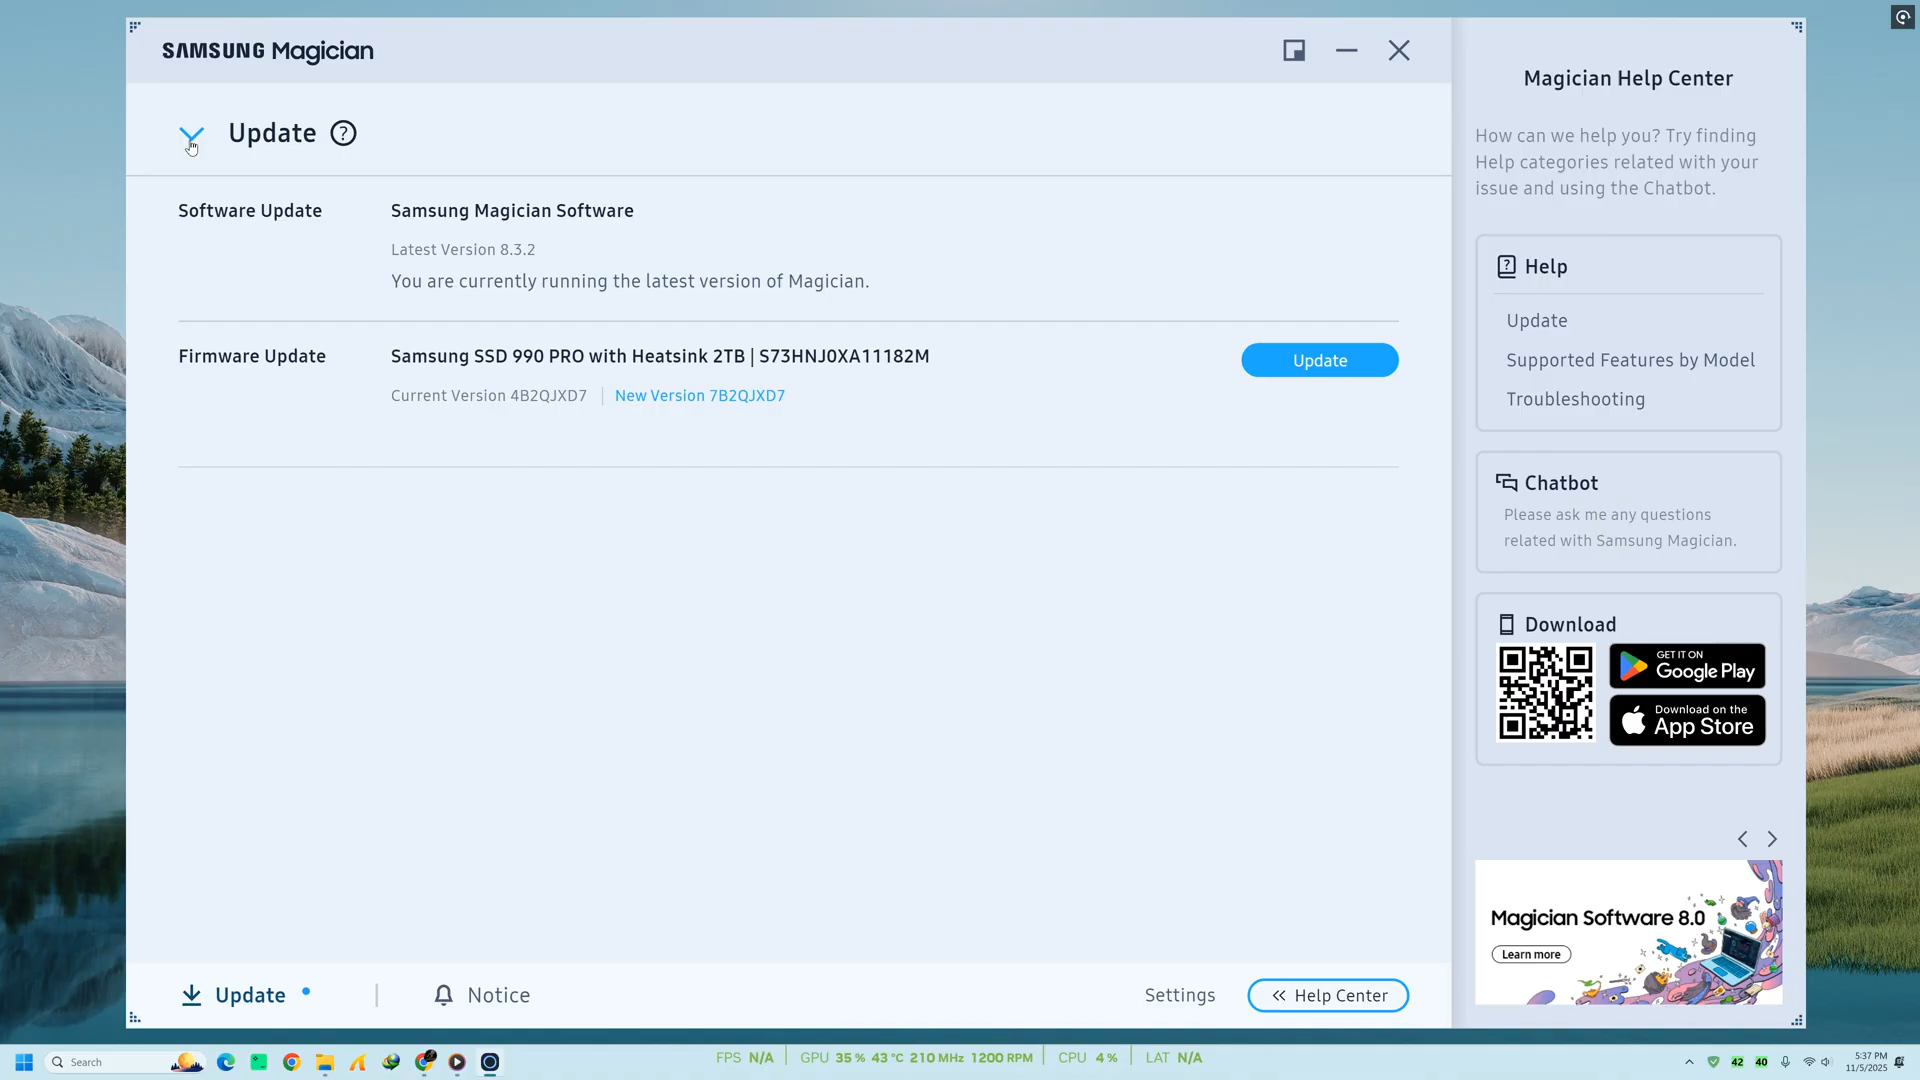 SAMSUNG Magician
Update ?
Software Update
Samsung Magician Software
Latest Version 8.3.2
You are currently running the latest version of Magician.
Firmware Update
Samsung SSD 990 PRO with Heatsink 2TB | S73HNJ0XA11182M
Update
Current Version 4B2QJXD7
New Version 7B2QJXD7
Update
Notice
Settings
Help Center
Magician Help Center
How can we help you? Try finding
Help categories related with your
issue and using the Chatbot.
Help
Update
Supported Features by Model
Troubleshooting
Chatbot
Please ask me any questions
related with Samsung Magician.
Download
GET IT ON
Google Play
Download on the
App Store
Magician Software 8.0
Learn more
Search
FPS N/A GPU 35 % 43 °C 210 MHz 1200 RPM CPU 4 % LAT N/A
42
40
5:37 PM
11/5/2025